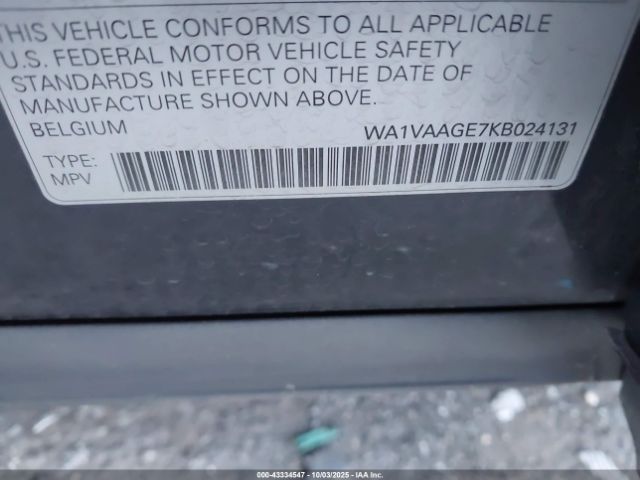 THIS VEHICLE CONFORMS TO ALL APPLICABLE
U.S. FEDERAL MOTOR VEHICLE SAFETY
STANDARDS IN EFFECT ON THE DATE OF
MANUFACTURE SHOWN ABOVE.
BELGIUM WA1VAAGE7KB024131
TYPE:
MPV
000-43334547 - 10/03/2025 - IAA Inc.